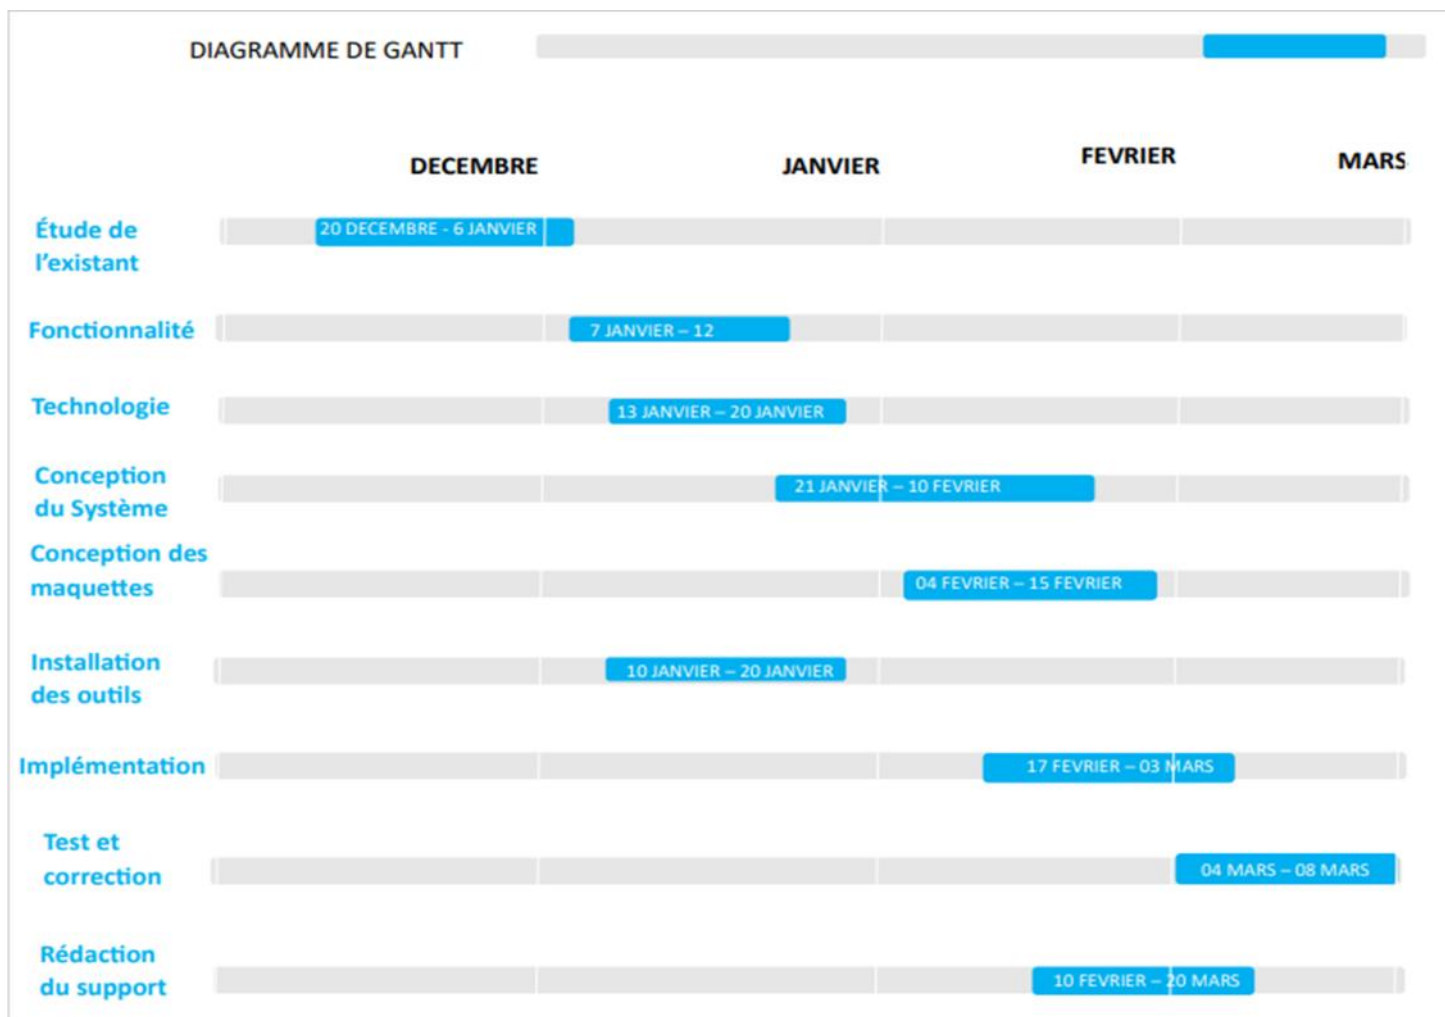 DIAGRAMME DE GANTT
DECEMBRE JANVIER FEVRIER MARS
Étude de
l'existant
20 DECEMBRE - 6 JANVIER
Fonctionnalité
7 JANVIER – 12
Technologie
13 JANVIER – 20 JANVIER
Conception
du Système
21 JANVIER – 10 FEVRIER
Conception des
maquettes
04 FEVRIER – 15 FEVRIER
Installation
des outils
10 JANVIER – 20 JANVIER
Implémentation
17 FEVRIER – 03 MARS
Test et
correction
04 MARS – 08 MARS
Rédaction
du support
10 FEVRIER – 20 MARS